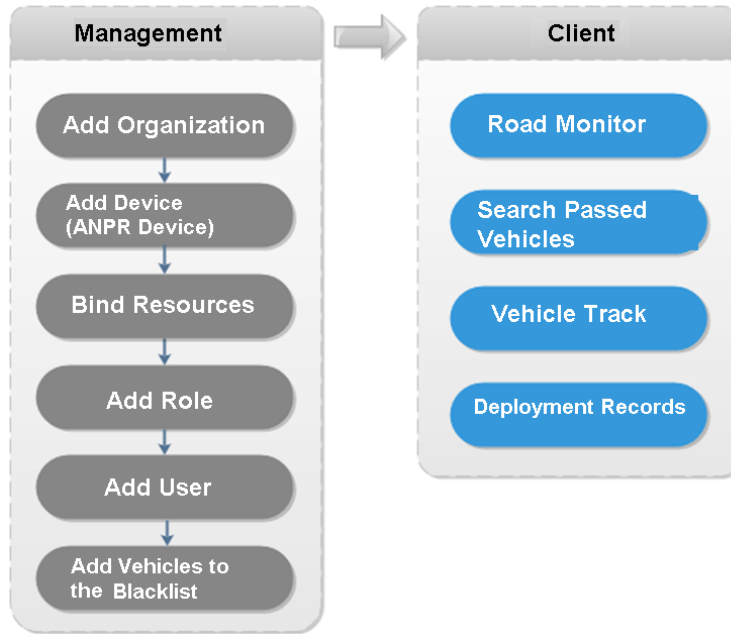 Management
Add Organization
Add Device
(ANPR Device)
Bind Resources
Add Role
Add User
Add Vehicles to
the Blacklist
Client
Road Monitor
Search Passed
Vehicles
Vehicle Track
Deployment Records